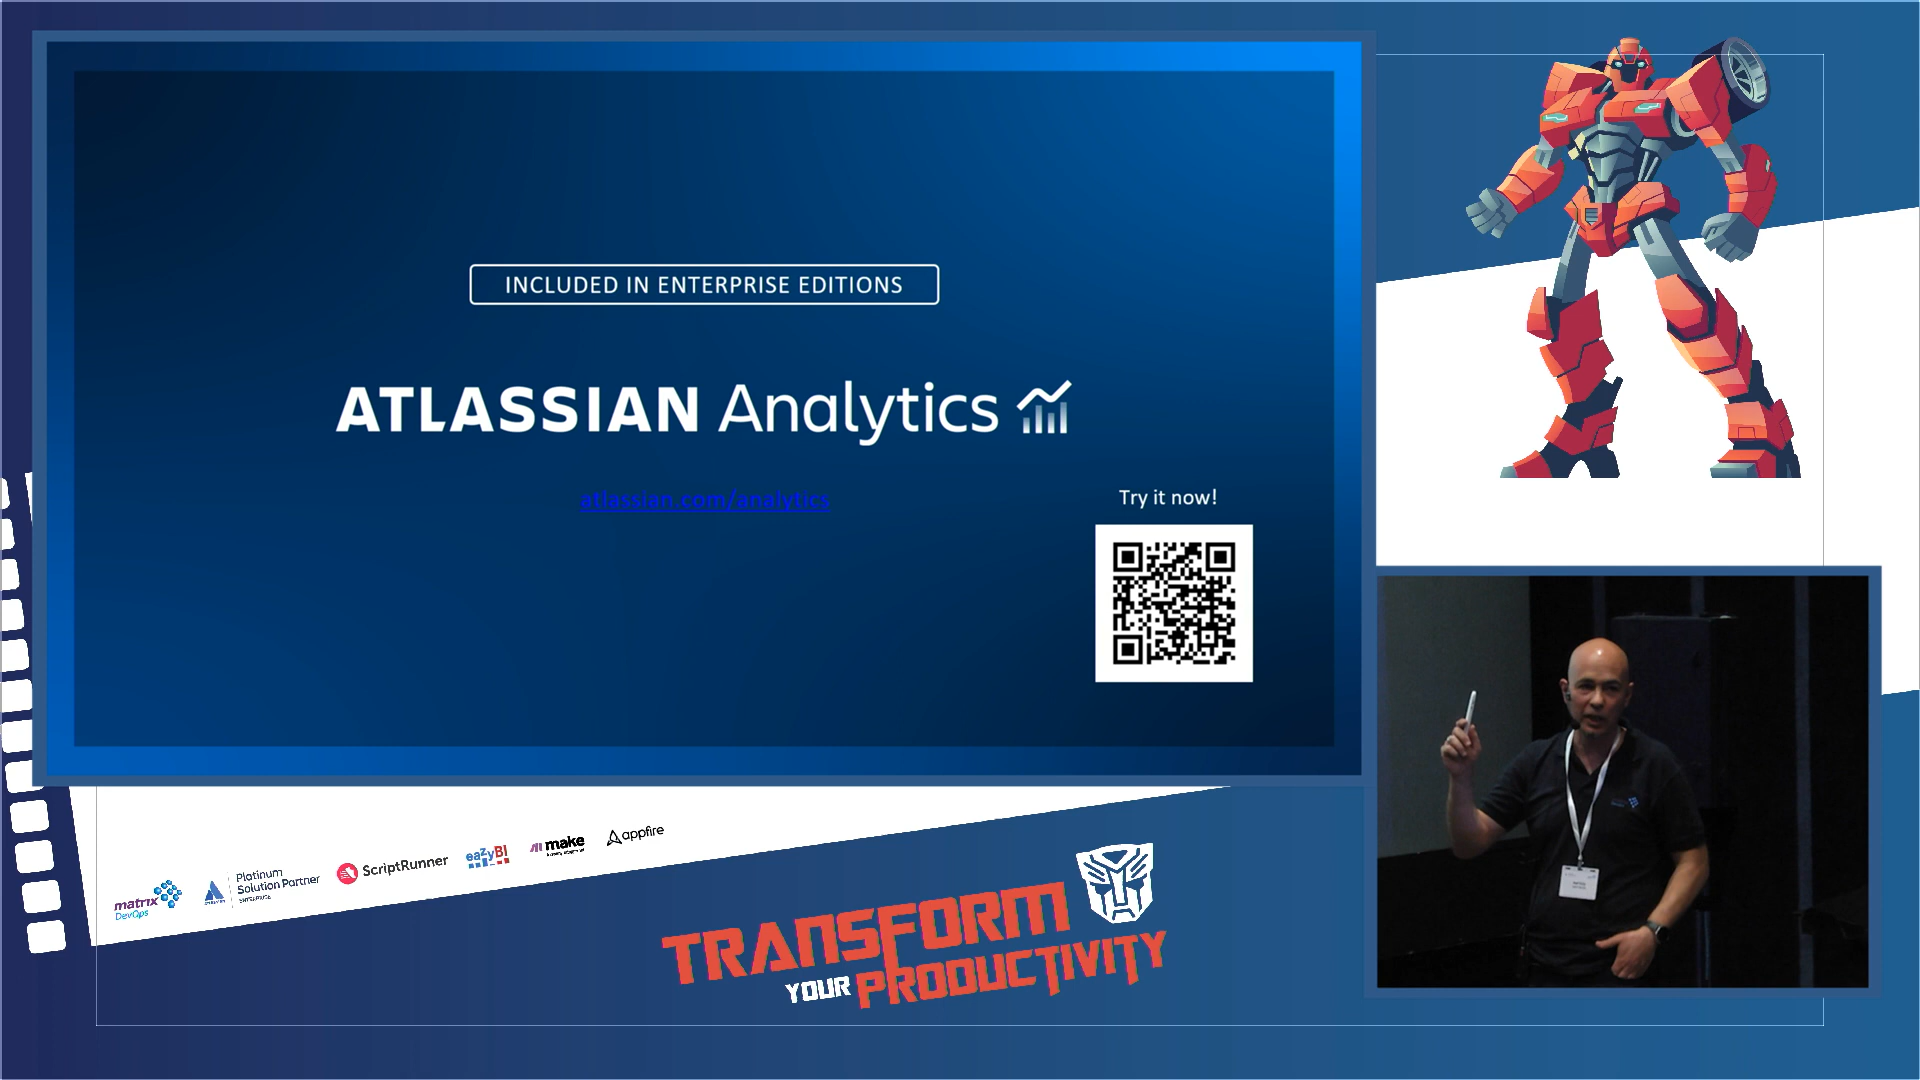 INCLUDED IN ENTERPRISE EDITIONS
ATLASSIAN Analytics
atlassian.com/analytics
Try it now!
matrix
DevOps
Platinum
Solution Partner
ENTERPRISE
ScriptRunner
eazyBI
make
appfire
TRANSFORM
YOUR PRODUCTIVITY